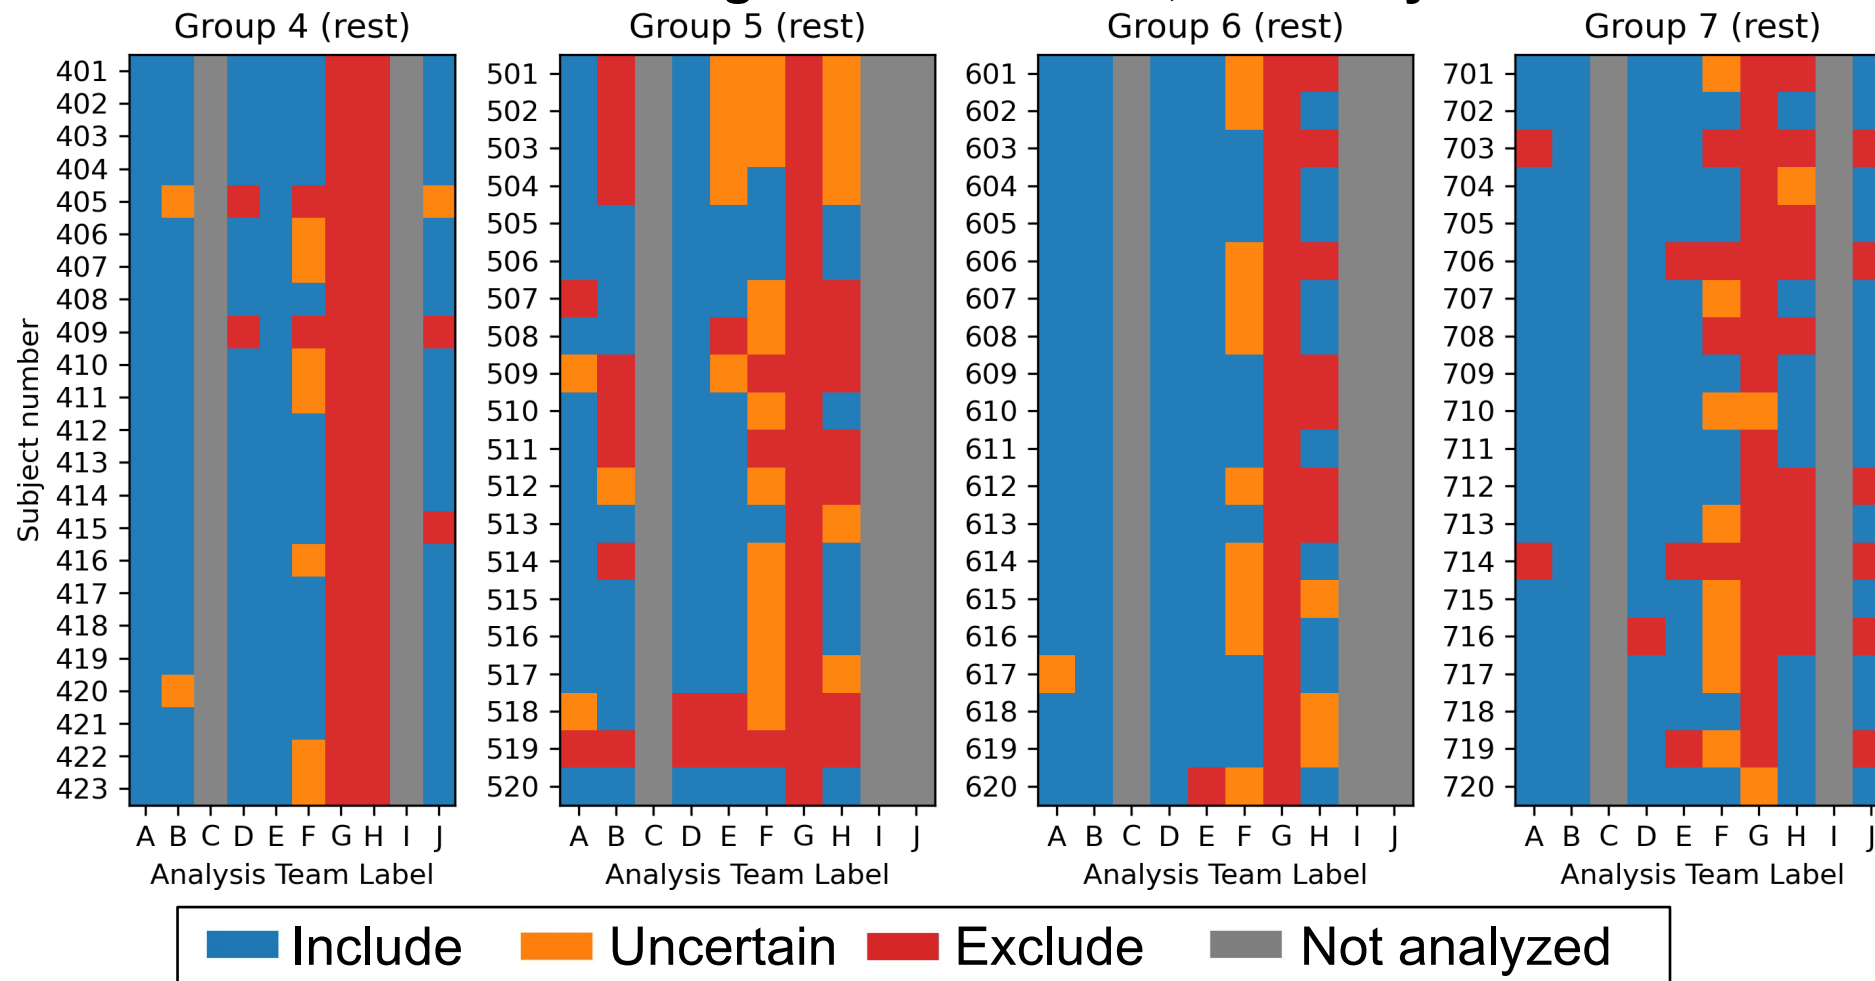 Group 4 (rest) Group 5 (rest) Group 6 (rest) Group 7 (rest)
Subject number
401 501 601 701
402 502 602 702
403 503 603 703
404 504 604 704
405 505 605 705
406 506 606 706
407 507 607 707
408 508 608 708
409 509 609 709
410 510 610 710
411 511 611 711
412 512 612 712
413 513 613 713
414 514 614 714
415 515 615 715
416 516 616 716
417 517 617 717
418 518 618 718
419 519 619 719
420 520 620 720
421
422
423
A B C D E F G H I J A B C D E F G H I J A B C D E F G H I J A B C D E F G H I J
Analysis Team Label Analysis Team Label Analysis Team Label Analysis Team Label
Include Uncertain Exclude Not analyzed